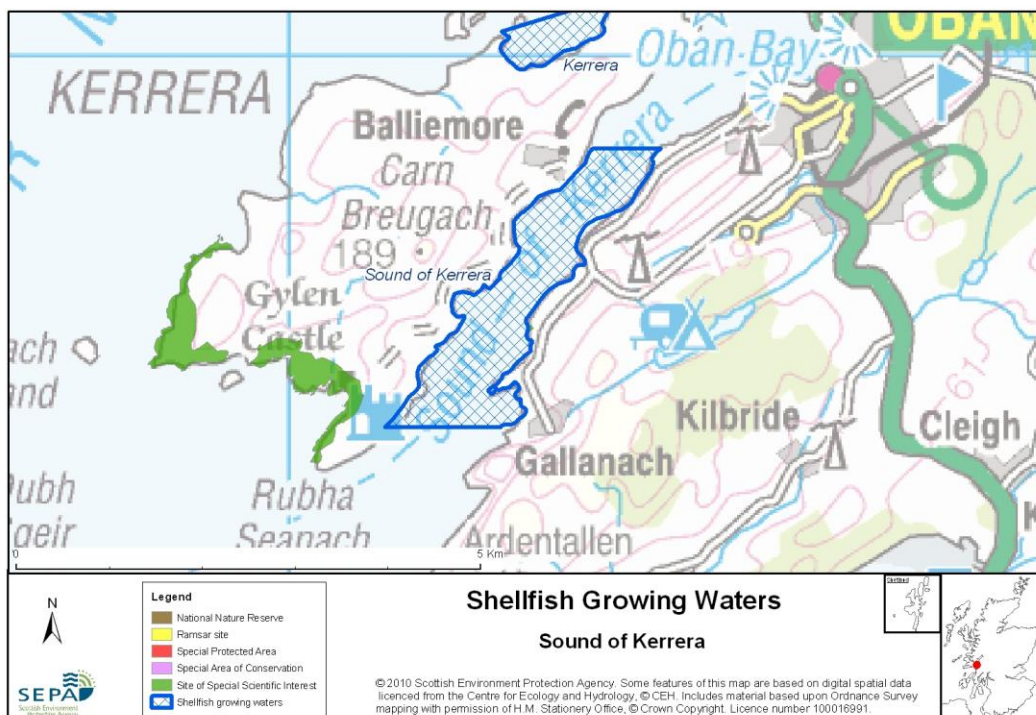 OBAN
Oban Bay
Kerrera
KERRERA
Balliemore
Carn
Breugach
189
Sound of Kerrera
Sound of Kerrera
Gylen
Castle
Kilbride
Cleigh
Gallanach
Rubha
Seanach
Ardentallen
0
5 Km
N
SEPA
Scottish Environment
Protection Agency
Legend
National Nature Reserve
Ramsar site
Special Protected Area
Special Area of Conservation
Site of Special Scientific Interest
Shellfish growing waters
Shellfish Growing Waters
Sound of Kerrera
© 2010 Scottish Environment Protection Agency. Some features of this map are based on digital spatial data
licenced from the Centre for Ecology and Hydrology, © CEH. Includes material based upon Ordnance Survey
mapping with permission of H.M. Stationery Office, © Crown Copyright. Licence number 100016991.